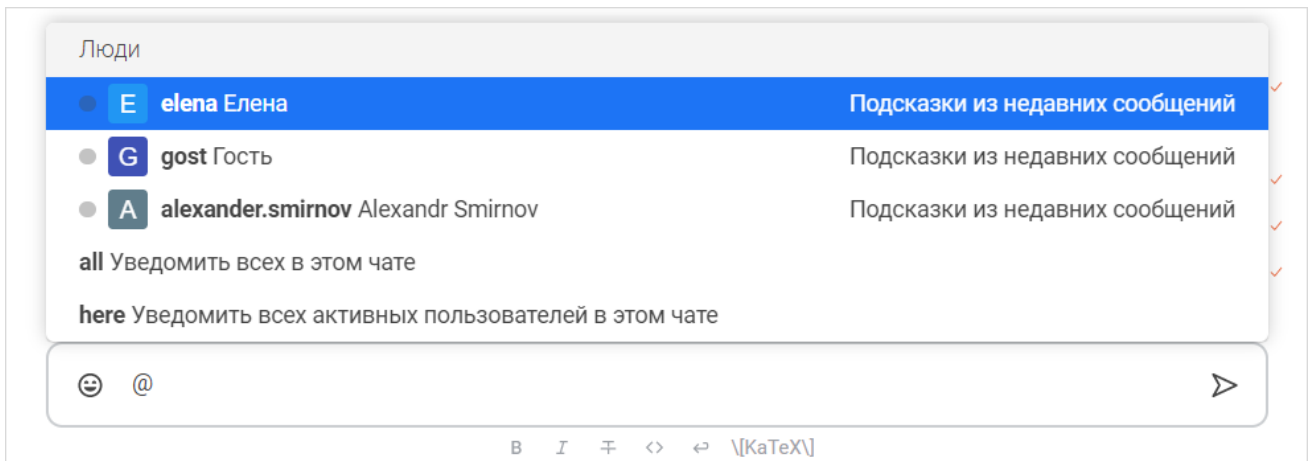 Люди
E elena Елена Подсказки из недавних сообщений
G gost Гость Подсказки из недавних сообщений
A alexander.smirnov Alexandr Smirnov Подсказки из недавних сообщений
all Уведомить всех в этом чате
here Уведомить всех активных пользователей в этом чате
@
B I T <> \[KaTeX\]